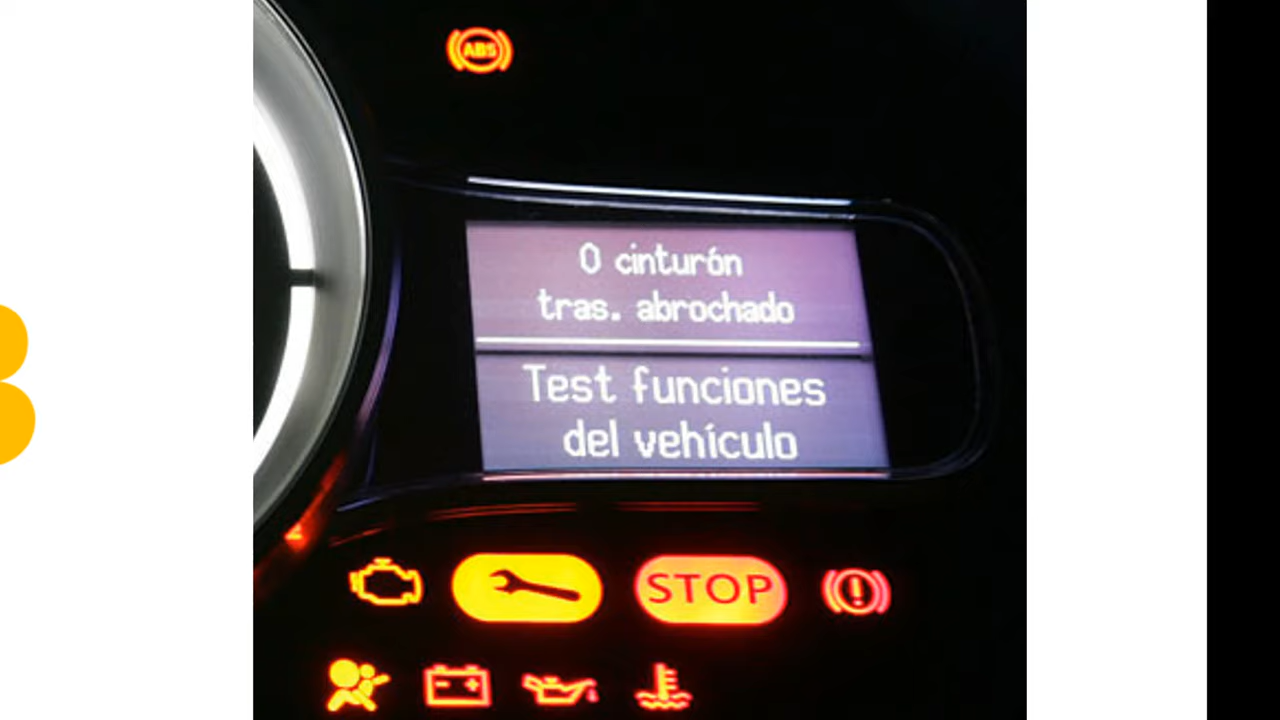 ABS
0 cinturón
tras. abrochado
Test funciones
del vehículo
STOP